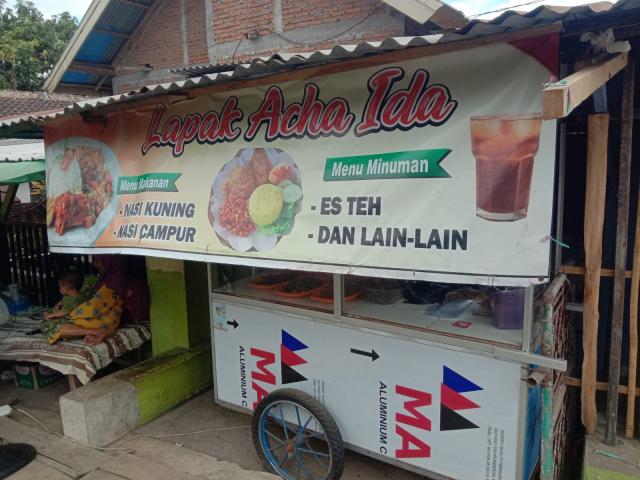 Lapak Acha Ida
Menu Makanan
- NASI KUNING
- NASI CAMPUR
Menu Minuman
- ES TEH
- DAN LAIN-LAIN
MA
ALUMINIUM C
MA
ALUMINIUM C